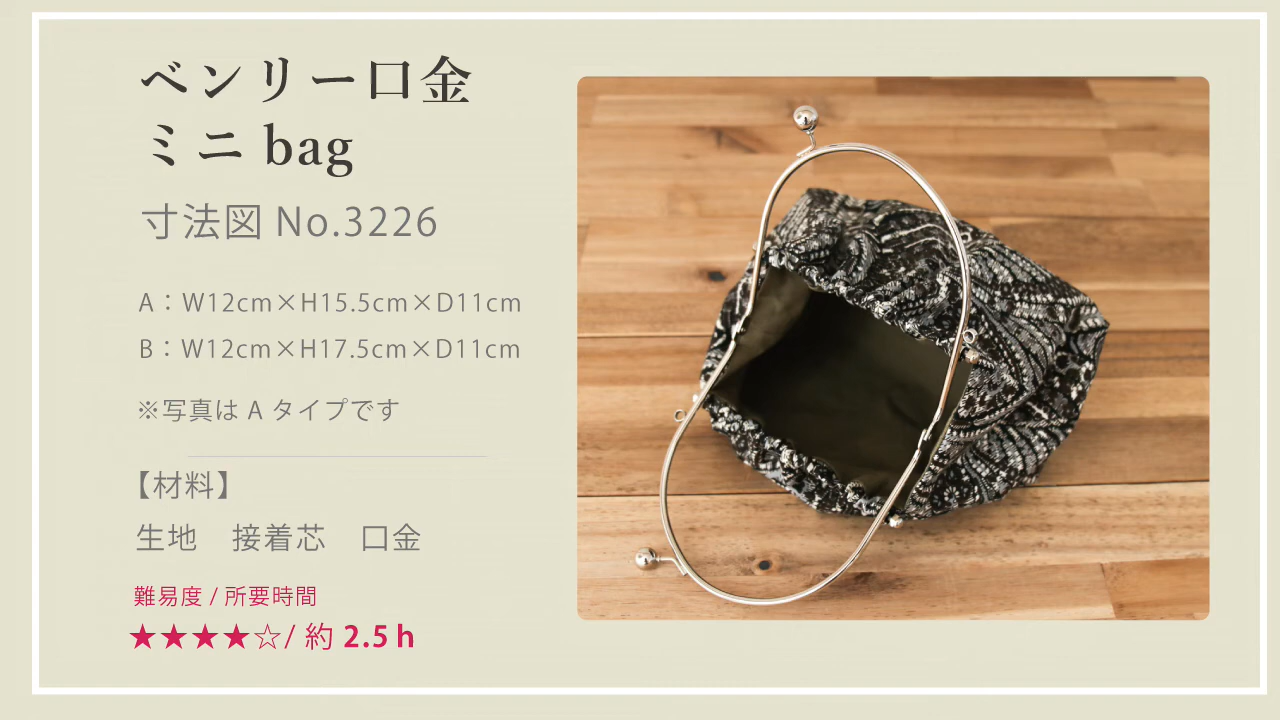 ベンリー口金
ミニ bag
寸法図 No.3226
A：W12cm×H15.5cm×D11cm
B：W12cm×H17.5cm×D11cm
※写真は A タイプです
【材料】
生地　接着芯　口金
難易度 / 所要時間
★★★★☆/ 約 2.5 h